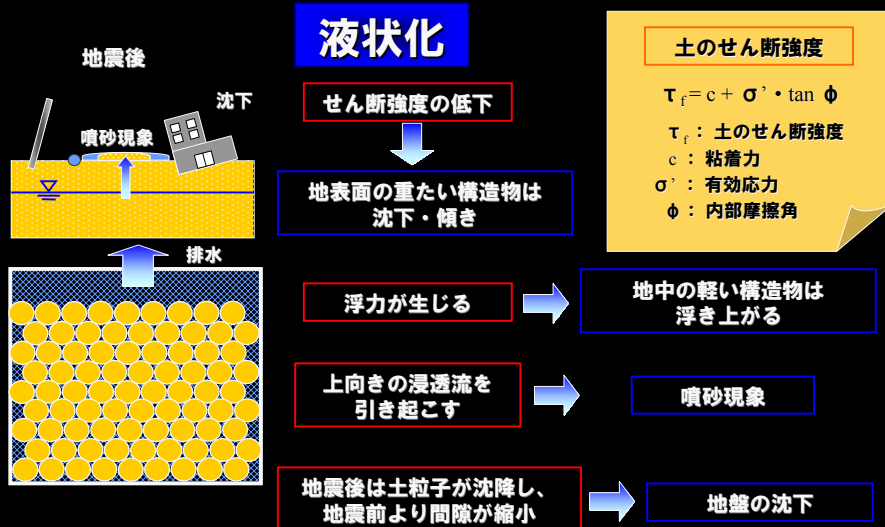 液状化
地震後
沈下
噴砂現象
排水
せん断強度の低下
地表面の重たい構造物は
沈下・傾き
浮力が生じる
地中の軽い構造物は
浮き上がる
上向きの浸透流を
引き起こす
噴砂現象
地震後は土粒子が沈降し、
地震前より間隙が縮小
地盤の沈下
土のせん断強度
τf = c + σ’・tan φ
τf : 土のせん断強度
c : 粘着力
σ’ : 有効応力
φ : 内部摩擦角